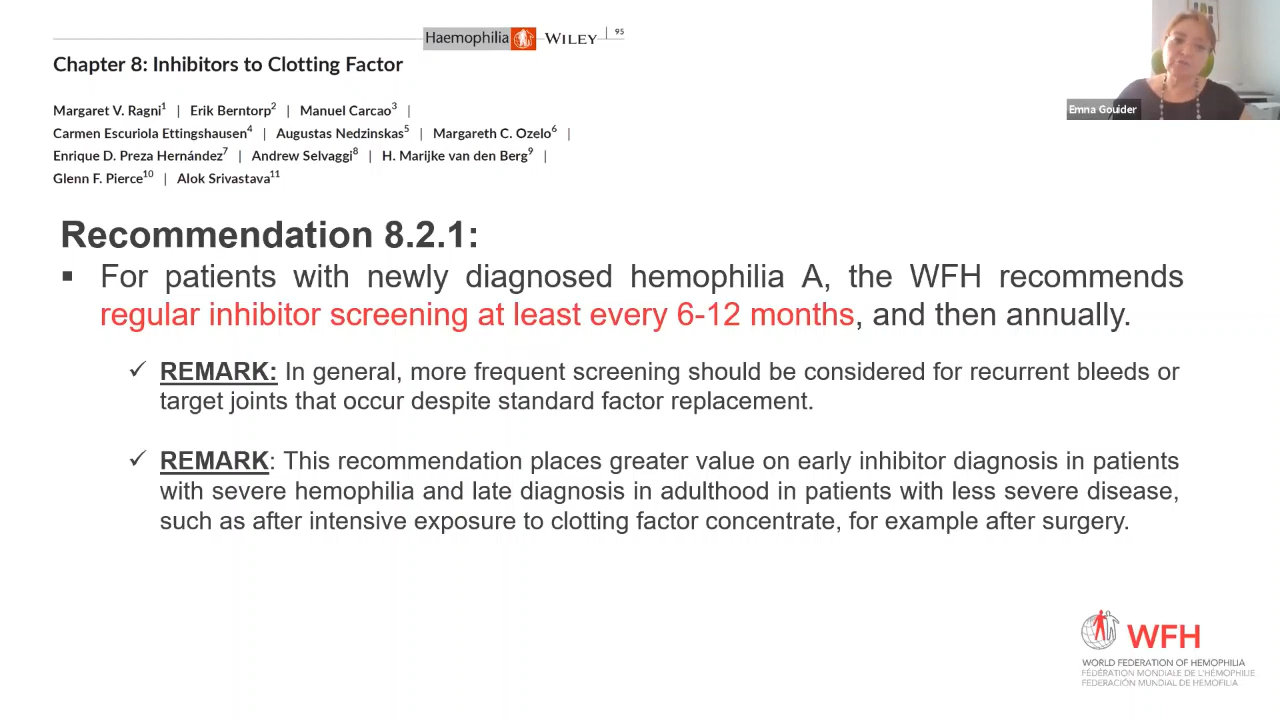 Haemophilia WILEY | 95
Chapter 8: Inhibitors to Clotting Factor
Emna Gouider
Margaret V. Ragni1 | Erik Berntorp2 | Manuel Carcao3 |
Carmen Escuriola Ettingshausen4 | Augustas Nedzinskas5 | Margareth C. Ozelo6 |
Enrique D. Preza Hernández7 | Andrew Selvaggi8 | H. Marijke van den Berg9 |
Glenn F. Pierce10 | Alok Srivastava11
Recommendation 8.2.1:
▪ For patients with newly diagnosed hemophilia A, the WFH recommends
regular inhibitor screening at least every 6-12 months, and then annually.
✓ REMARK: In general, more frequent screening should be considered for recurrent bleeds or
target joints that occur despite standard factor replacement.
✓ REMARK: This recommendation places greater value on early inhibitor diagnosis in patients
with severe hemophilia and late diagnosis in adulthood in patients with less severe disease,
such as after intensive exposure to clotting factor concentrate, for example after surgery.
WFH
WORLD FEDERATION OF HEMOPHILIA
FÉDÉRATION MONDIALE DE L'HÉMOPHILIE
FEDERACIÓN MUNDIAL DE HEMOFILIA